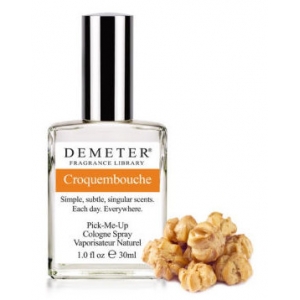 DEMETER®
FRAGRANCE LIBRARY
Croquembouche
Simple, subtle, singular scents.
Each day. Everywhere.
Pick-Me-Up
Cologne Spray
Vaporisateur Naturel
1.0 fl oz ℮ 30ml